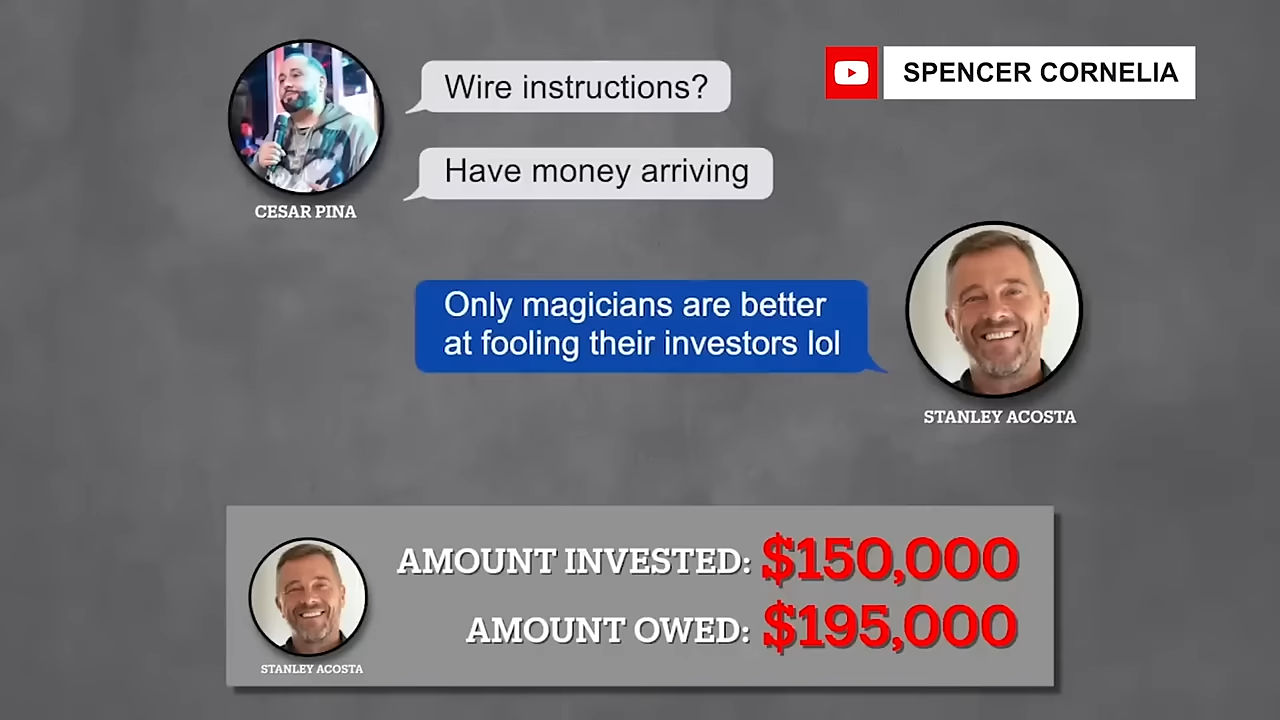 SPENCER CORNELIA
Wire instructions?
Have money arriving
CESAR PINA
Only magicians are better
at fooling their investors lol
STANLEY ACOSTA
AMOUNT INVESTED: $150,000
AMOUNT OWED: $195,000
STANLEY ACOSTA